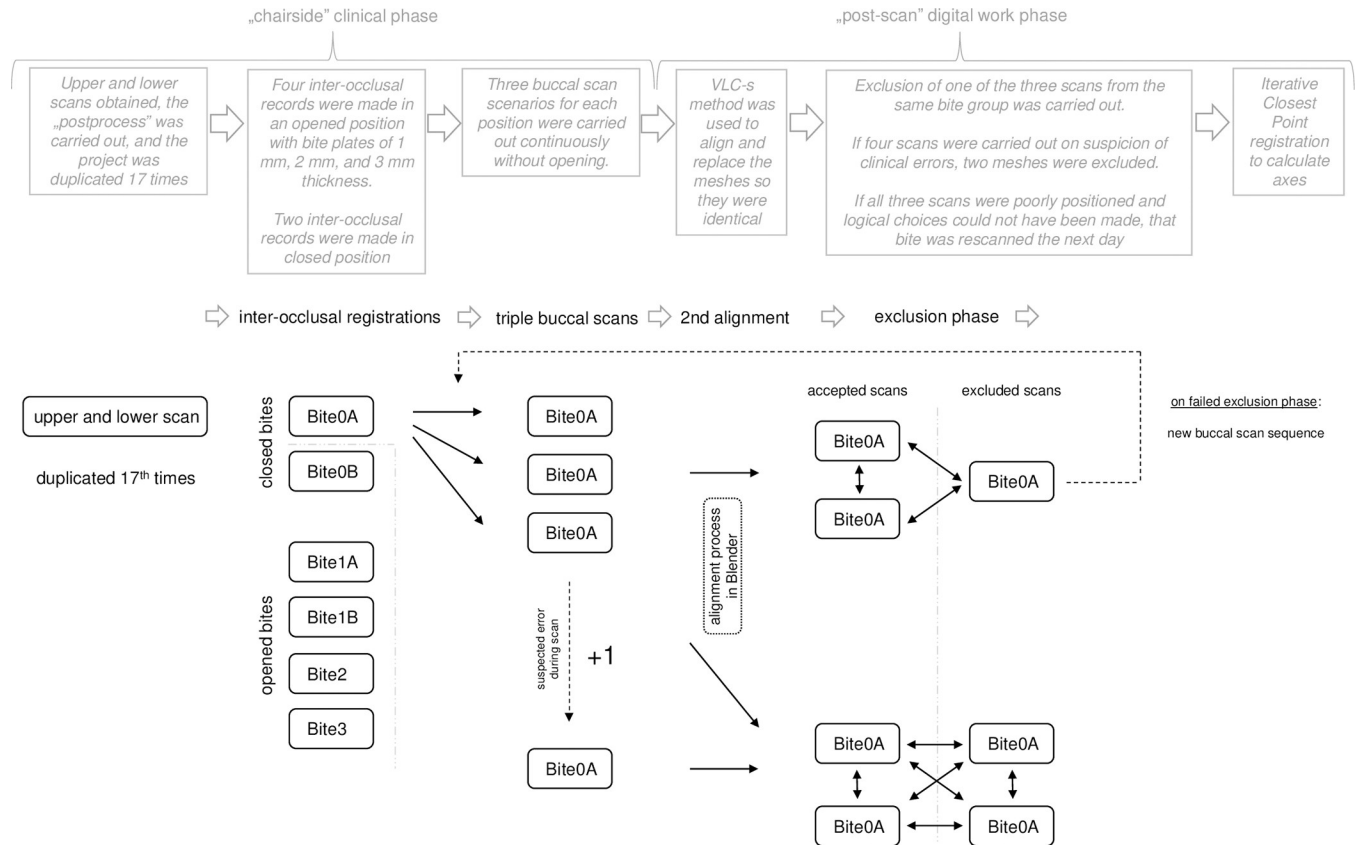 „chairside” clinical phase
„post-scan” digital work phase
Upper and lower
scans obtained, the
„postprocess” was
carried out, and the
project was
duplicated 17 times
Four inter-occlusal
records were made in
an opened position
with bite plates of 1
mm, 2 mm, and 3 mm
thickness.
Two inter-occlusal
records were made in
closed position
Three buccal scan
scenarios for each
position were carried
out continuously
without opening.
VLC-s
method was
used to
align and
replace the
meshes so
they were
identical
Exclusion of one of the three scans from the
same bite group was carried out.
If four scans were carried out on suspicion of
clinical errors, two meshes were excluded.
If all three scans were poorly positioned and
logical choices could not have been made, that
bite was rescanned the next day
Iterative
Closest
Point
registration
to calculate
axes
inter-occlusal registrations
triple buccal scans
2nd alignment
exclusion phase
upper and lower scan
duplicated 17th times
closed bites
Bite0A
Bite0B
opened bites
Bite1A
Bite1B
Bite2
Bite3
Bite0A
Bite0A
Bite0A
suspected error
during scan
+1
Bite0A
alignment process
in Blender
accepted scans
excluded scans
Bite0A
Bite0A
Bite0A
on failed exclusion phase:
new buccal scan sequence
Bite0A
Bite0A
Bite0A
Bite0A